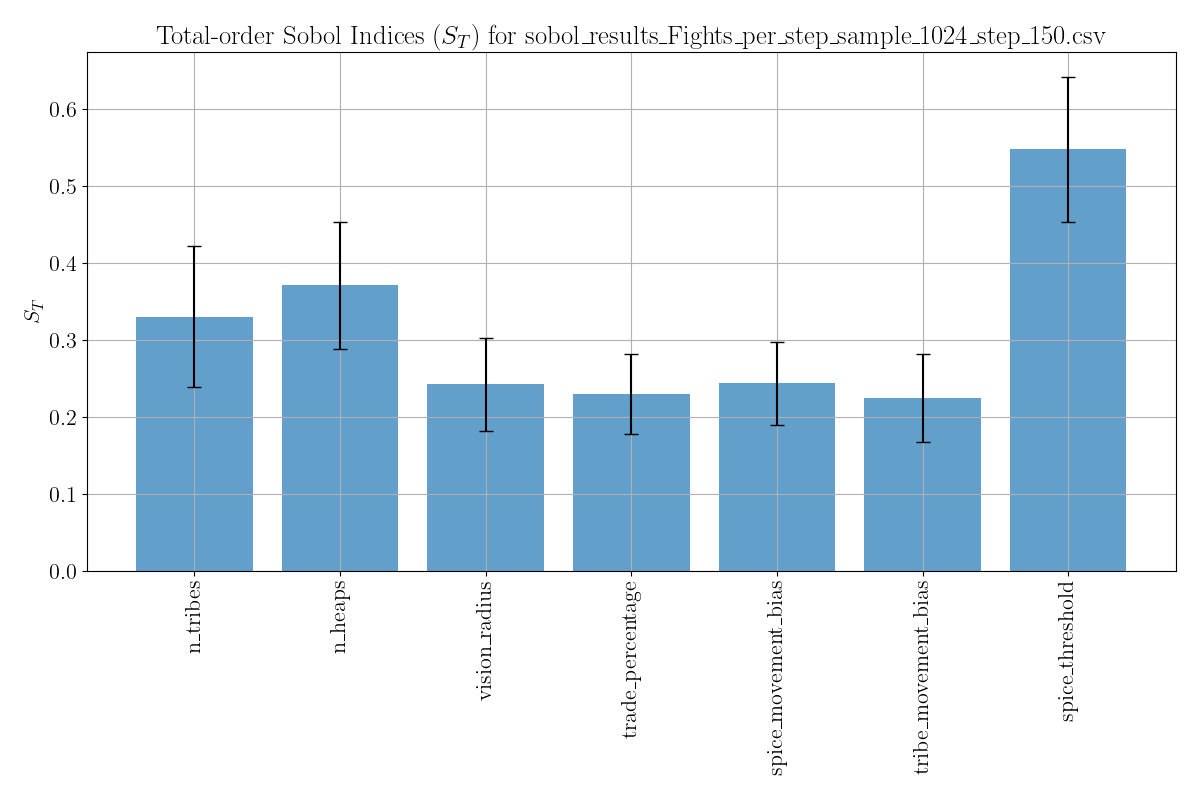 Total-order Sobol Indices (S_T) for sobol_results_Fights_per_step_sample_1024_step_150.csv
S_T
0.6
0.5
0.4
0.3
0.2
0.1
0.0
n_tribes
n_heaps
vision_radius
trade_percentage
spice_movement_bias
tribe_movement_bias
spice_threshold